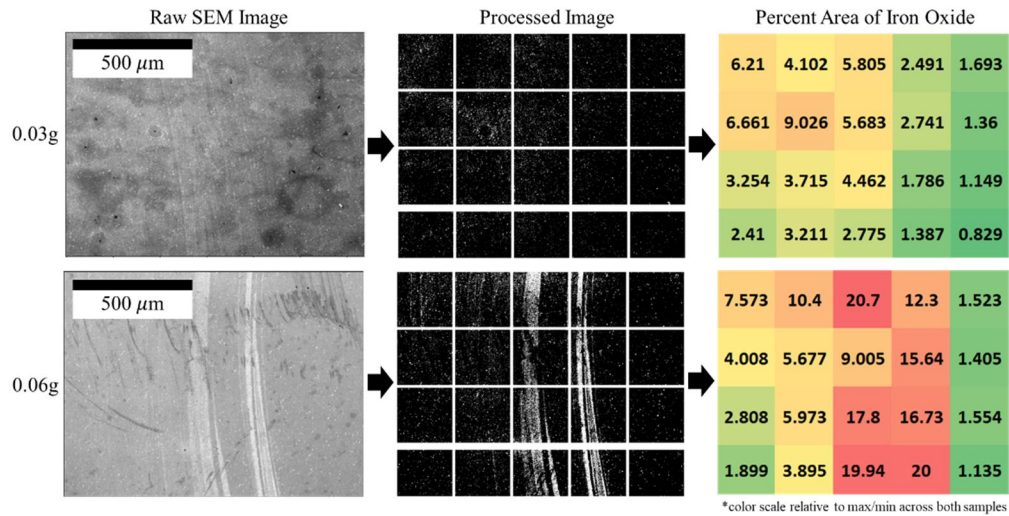 Raw SEM Image Processed Image Percent Area of Iron Oxide
500 µm
0.03g
6.21 4.102 5.805 2.491 1.693
6.661 9.026 5.683 2.741 1.36
3.254 3.715 4.462 1.786 1.149
2.41 3.211 2.775 1.387 0.829
500 µm
0.06g
7.573 10.4 20.7 12.3 1.523
4.008 5.677 9.005 15.64 1.405
2.808 5.973 17.8 16.73 1.554
1.899 3.895 19.94 20 1.135
*color scale relative to max/min across both samples